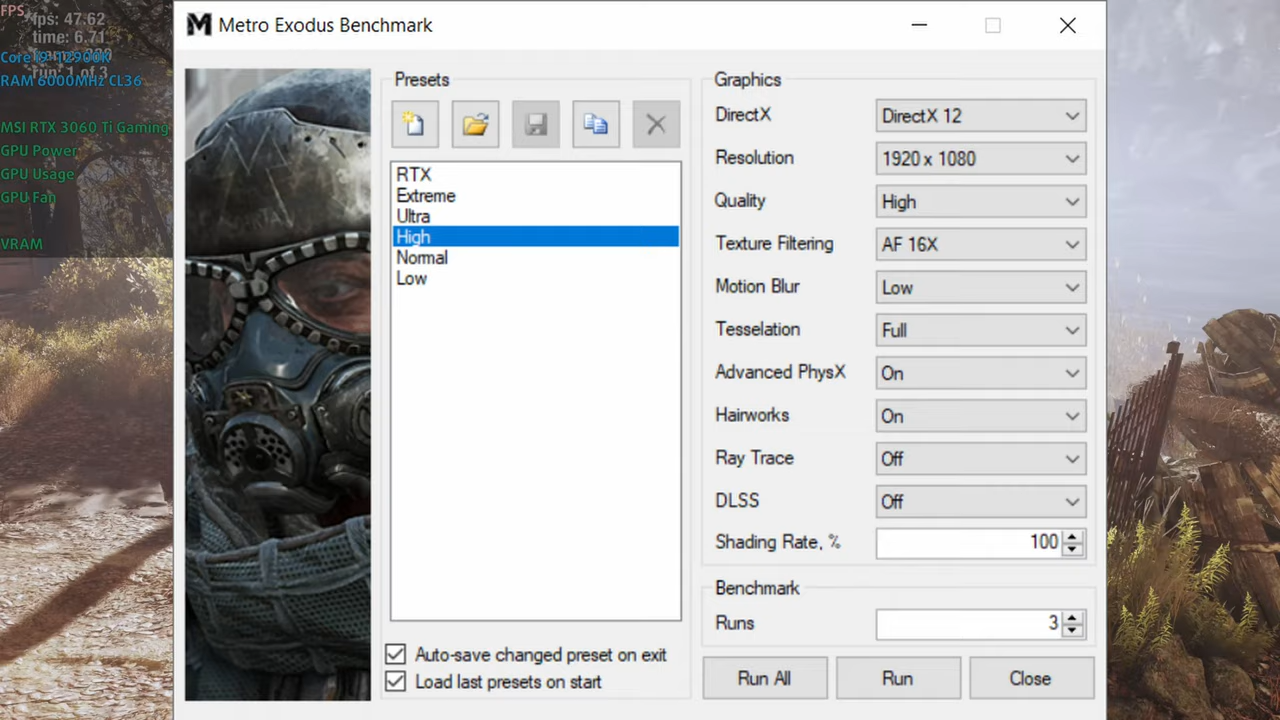 FPS
fps: 47.62
time: 6.71
Core i9-12900K
run: 1 of 3
RAM 6000MHz CL36
MSI RTX 3060 Ti Gaming
GPU Power
GPU Usage
GPU Fan
VRAM
Metro Exodus Benchmark
Presets
RTX
Extreme
Ultra
High
Normal
Low
Auto-save changed preset on exit
Load last presets on start
Graphics
DirectX DirectX 12
Resolution 1920 x 1080
Quality High
Texture Filtering AF 16X
Motion Blur Low
Tesselation Full
Advanced PhysX On
Hairworks On
Ray Trace Off
DLSS Off
Shading Rate, % 100
Benchmark
Runs 3
Run All Run Close